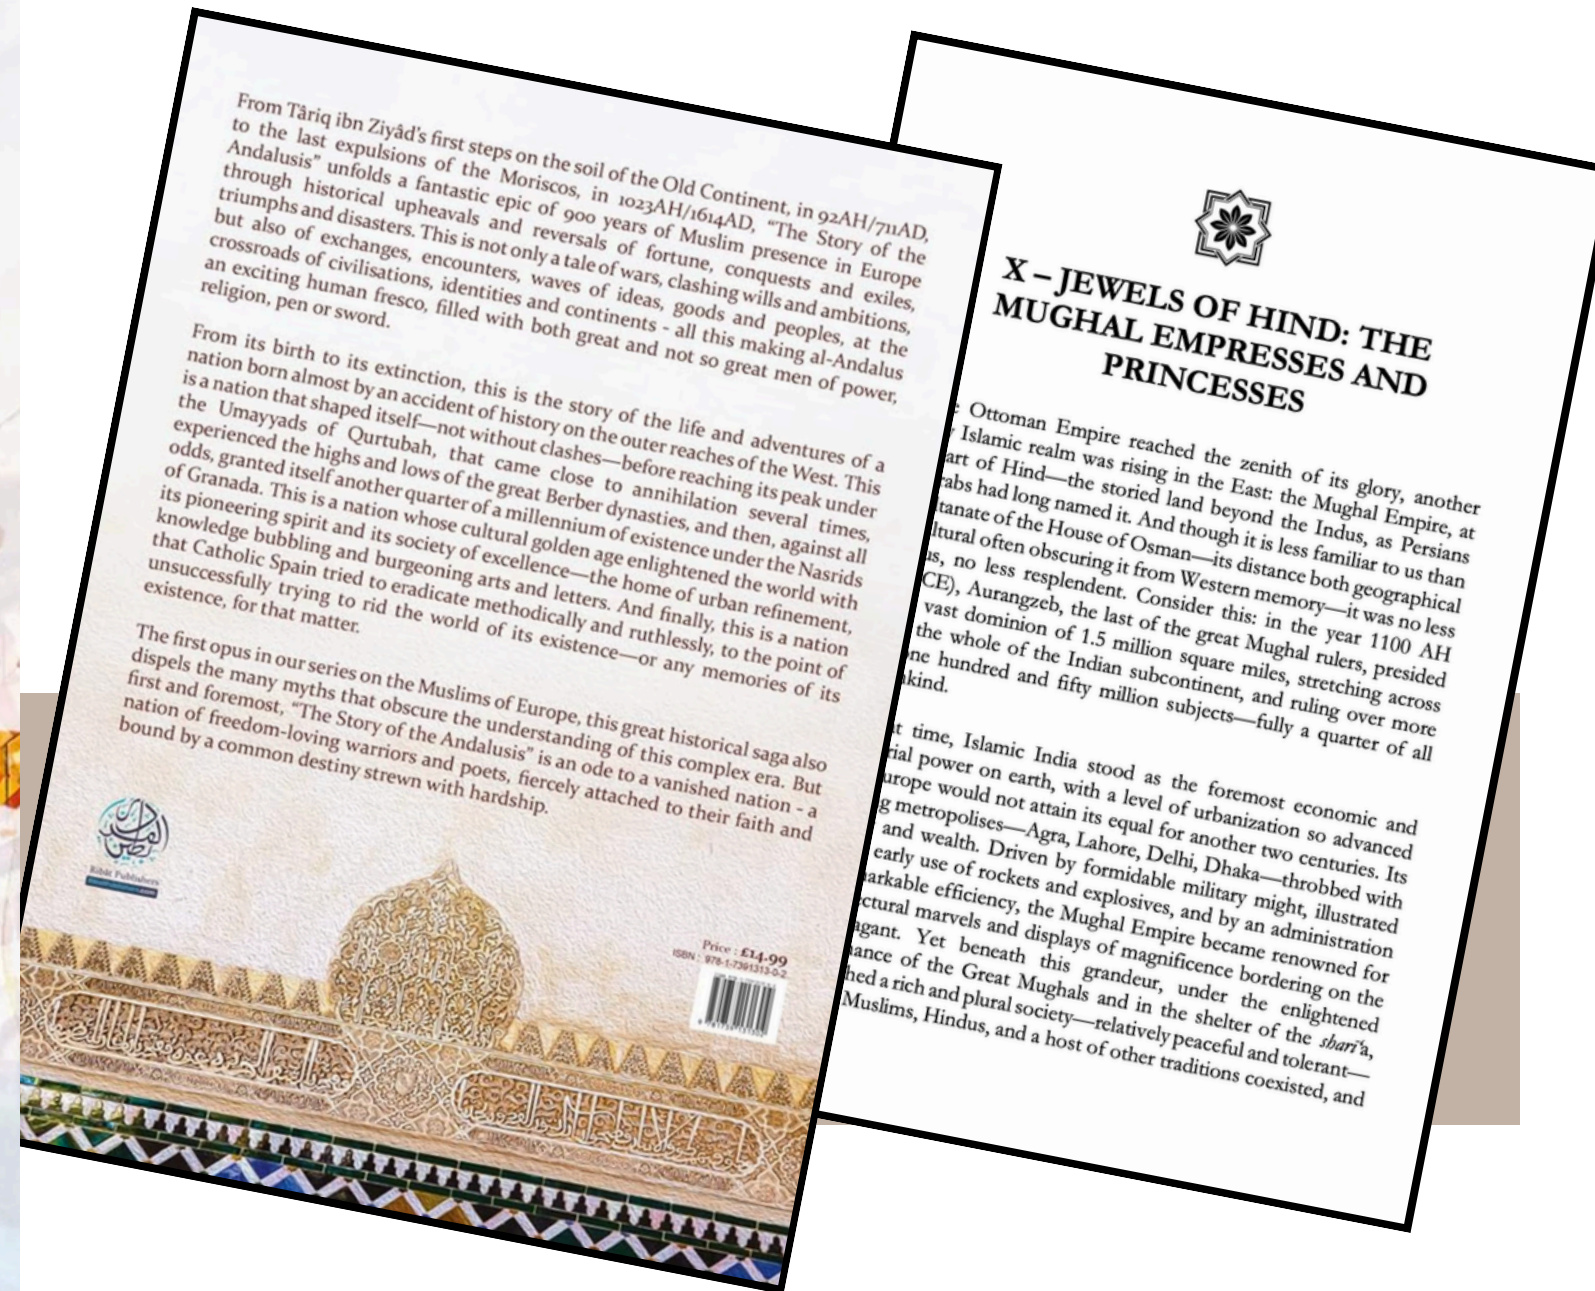 From Târiq ibn Ziyâd's first steps on the soil of the Old Continent, in 92AH/711AD,
to the last expulsions of the Moriscos, in 1023AH/1614AD, “The Story of the
Andalusis” unfolds a fantastic epic of 900 years of Muslim presence in Europe
through historical upheavals and reversals of fortune, conquests and exiles,
triumphs and disasters. This is not only a tale of wars, clashing wills and ambitions,
but also of exchanges, encounters, waves of ideas, goods and peoples, at the
crossroads of civilisations, identities and continents - all this making al-Andalus
an exciting human fresco, filled with both great and not so great men of power,
religion, pen or sword.
From its birth to its extinction, this is the story of the life and adventures of a
nation born almost by an accident of history on the outer reaches of the West. This
is a nation that shaped itself—not without clashes—before reaching its peak under
the Umayyads of Qurtubah, that came close to annihilation several times,
experienced the highs and lows of the great Berber dynasties, and then, against all
odds, granted itself another quarter of a millennium of existence under the Nasrids
of Granada. This is a nation whose cultural golden age enlightened the world with
its pioneering spirit and its society of excellence—the home of urban refinement,
knowledge bubbling and burgeoning arts and letters. And finally, this is a nation
that Catholic Spain tried to eradicate methodically and ruthlessly, to the point of
unsuccessfully trying to rid the world of its existence—or any memories of its
existence, for that matter.
The first opus in our series on the Muslims of Europe, this great historical saga also
dispels the many myths that obscure the understanding of this complex era. But
first and foremost, “The Story of the Andalusis” is an ode to a vanished nation - a
nation of freedom-loving warriors and poets, fiercely attached to their faith and
bound by a common destiny strewn with hardship.
Ribât Publishers
Price : £14.99
ISBN : 978-1-7391313-0-2
X – JEWELS OF HIND: THE
MUGHAL EMPRESSES AND
PRINCESSES
Ottoman Empire reached the zenith of its glory, another
Islamic realm was rising in the East: the Mughal Empire, at
of Hind—the storied land beyond the Indus, as Persians
had long named it. And though it is less familiar to us than
of the House of Osman—its distance both geographical
often obscuring it from Western memory—it was no less
no less resplendent. Consider this: in the year 1100 AH
CE), Aurangzeb, the last of the great Mughal rulers, presided
vast dominion of 1.5 million square miles, stretching across
the whole of the Indian subcontinent, and ruling over more
hundred and fifty million subjects—fully a quarter of all
time, Islamic India stood as the foremost economic and
power on earth, with a level of urbanization so advanced
would not attain its equal for another two centuries. Its
metropolises—Agra, Lahore, Delhi, Dhaka—throbbed with
and wealth. Driven by formidable military might, illustrated
early use of rockets and explosives, and by an administration
efficiency, the Mughal Empire became renowned for
marvels and displays of magnificence bordering on the
Yet beneath this grandeur, under the enlightened
of the Great Mughals and in the shelter of the shari‘a,
a rich and plural society—relatively peaceful and tolerant—
Muslims, Hindus, and a host of other traditions coexisted, and